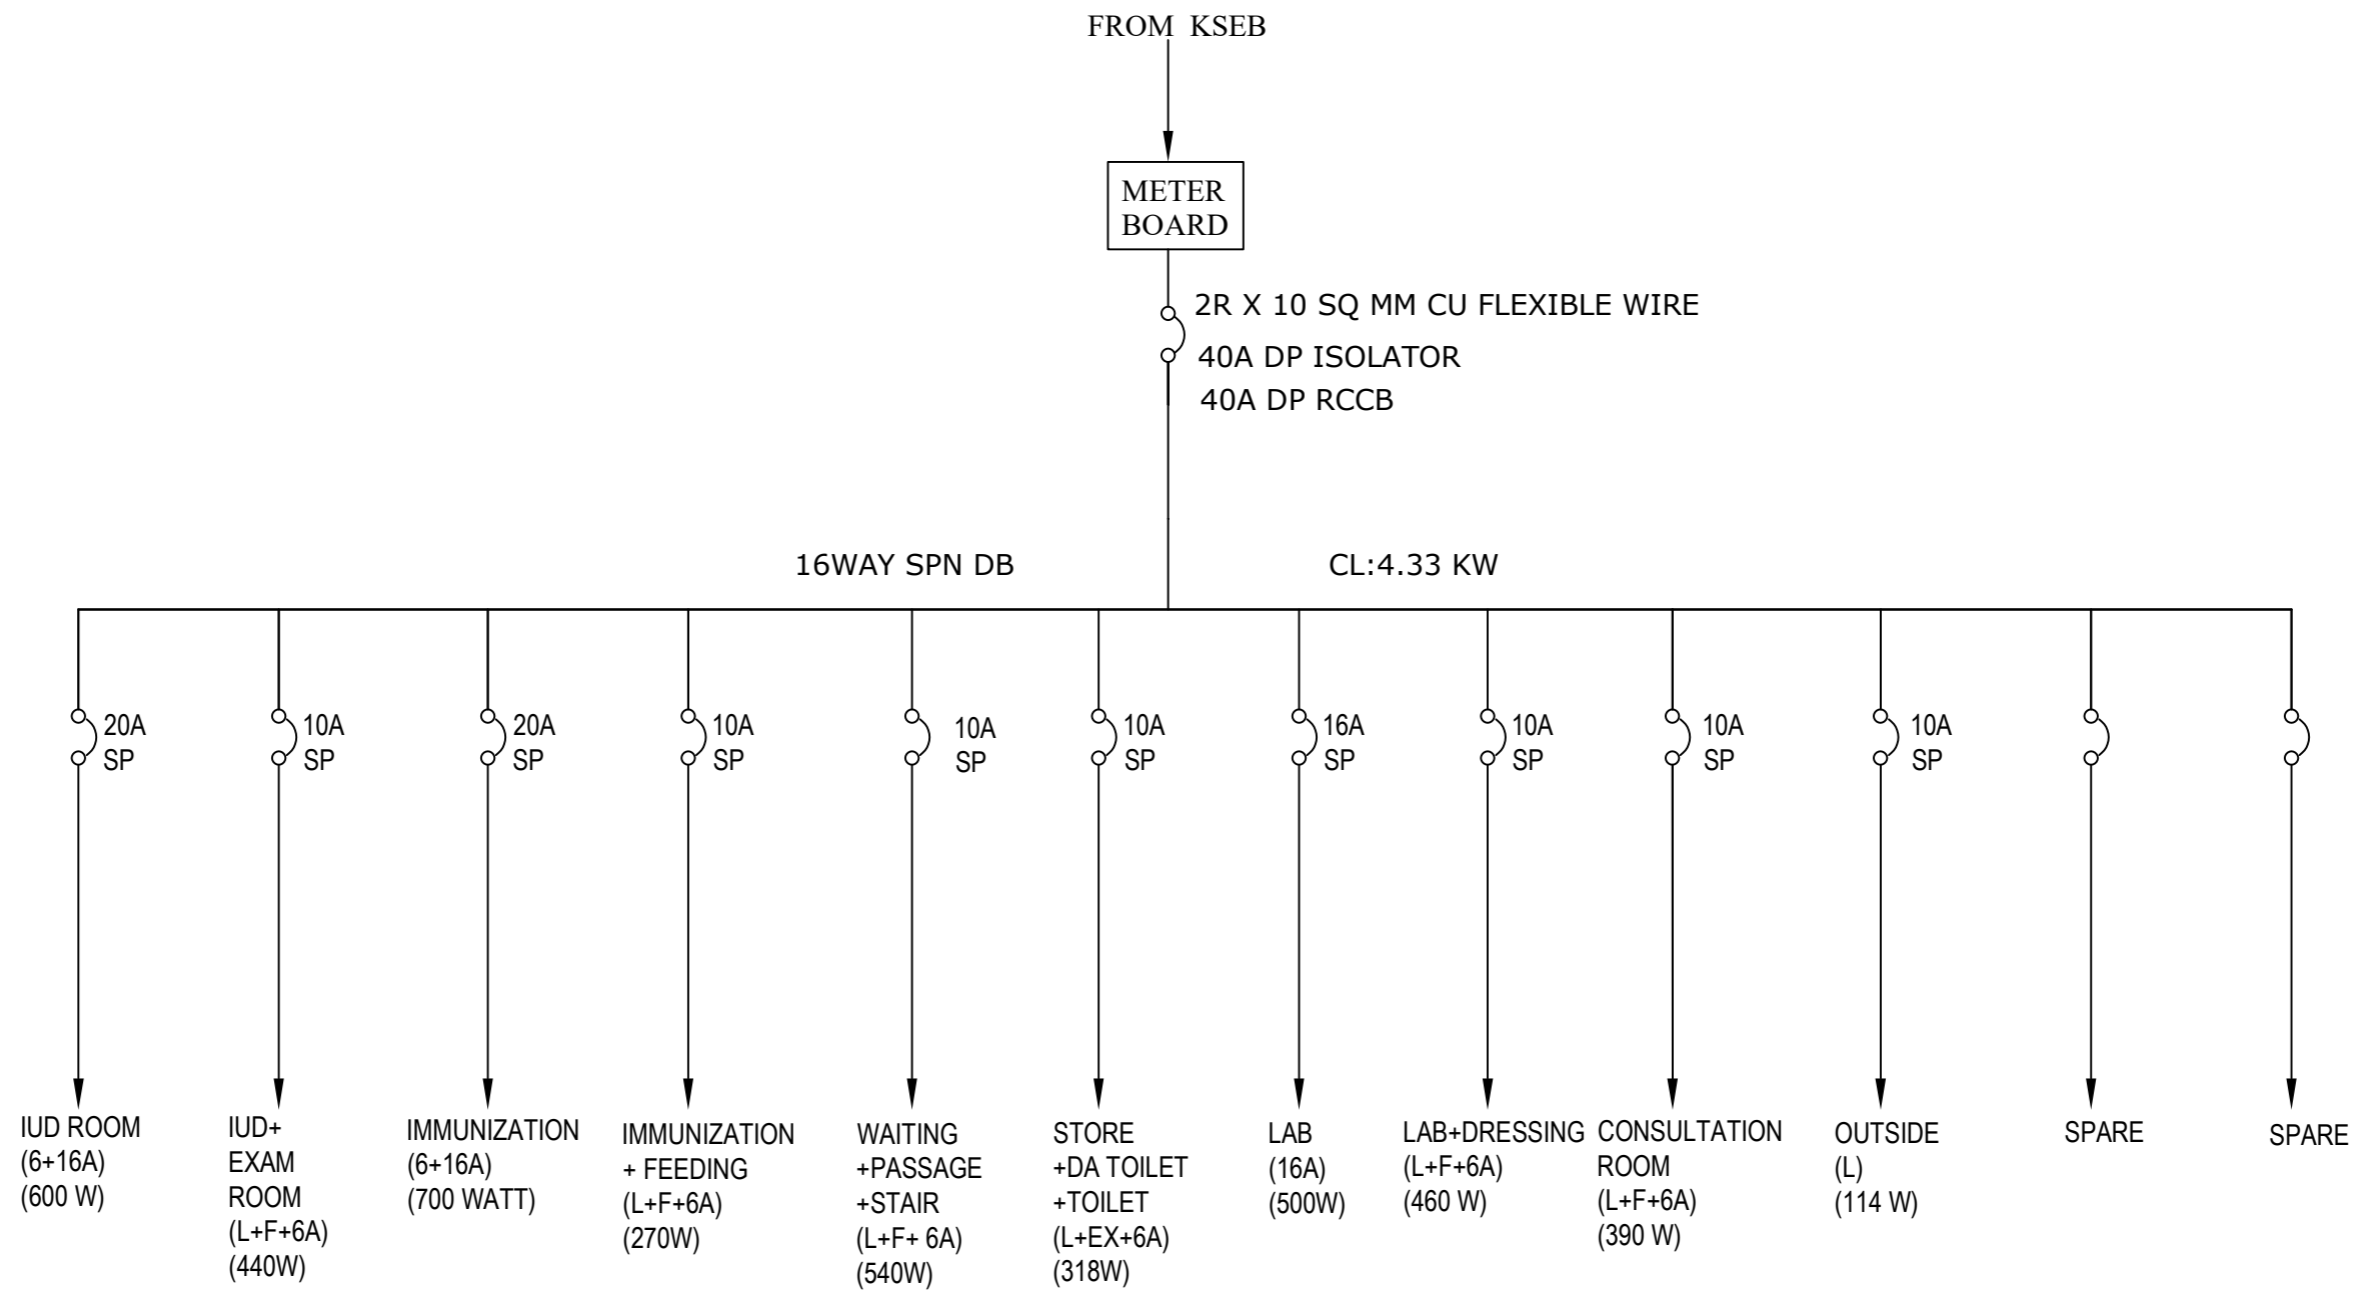 FROM KSEB
METER
BOARD
2R X 10 SQ MM CU FLEXIBLE WIRE
40A DP ISOLATOR
40A DP RCCB
16WAY SPN DB
CL:4.33 KW
20A
SP
10A
SP
20A
SP
10A
SP
10A
SP
10A
SP
16A
SP
10A
SP
10A
SP
10A
SP
IUD ROOM
(6+16A)
(600 W)
IUD+
EXAM
ROOM
(L+F+6A)
(440W)
IMMUNIZATION
(6+16A)
(700 WATT)
IMMUNIZATION
+ FEEDING
(L+F+6A)
(270W)
WAITING
+PASSAGE
+STAIR
(L+F+ 6A)
(540W)
STORE
+DA TOILET
+TOILET
(L+EX+6A)
(318W)
LAB
(16A)
(500W)
LAB+DRESSING
(L+F+6A)
(460 W)
CONSULTATION
ROOM
(L+F+6A)
(390 W)
OUTSIDE
(L)
(114 W)
SPARE
SPARE